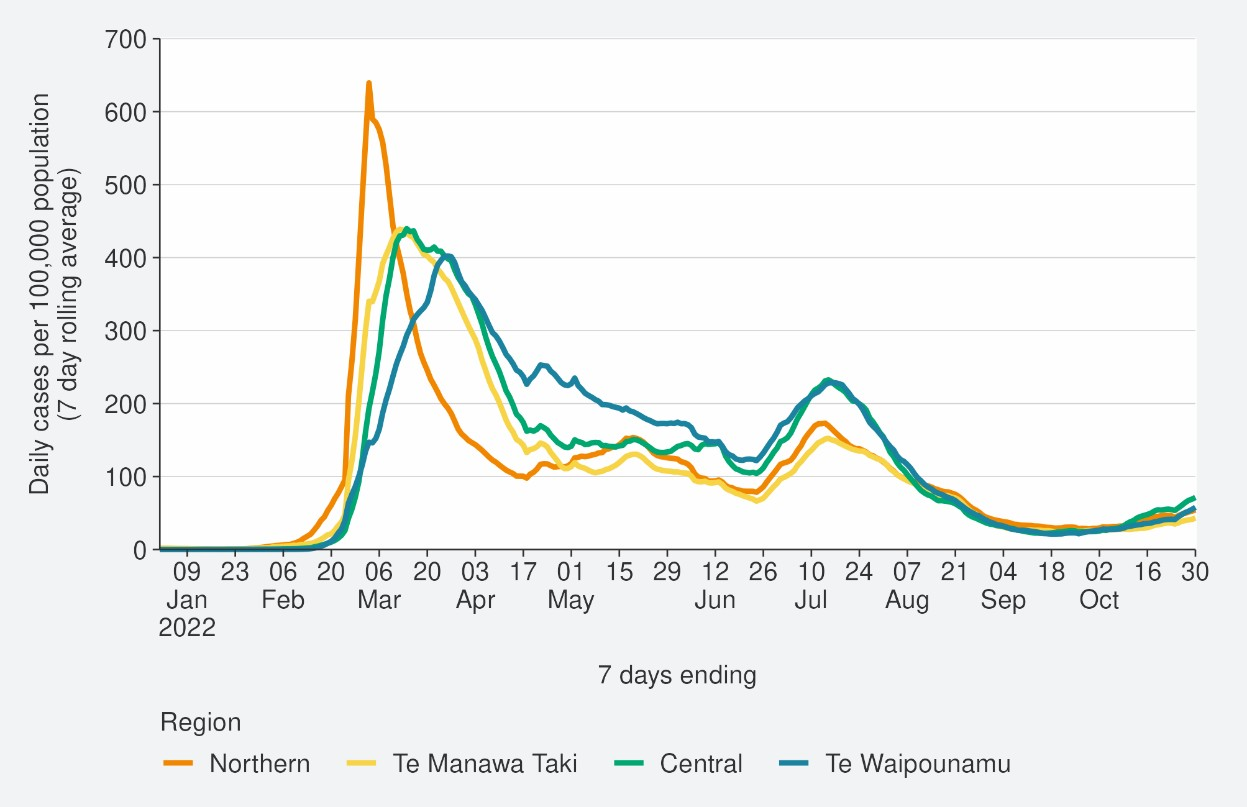 700
600
500
400
300
200
100
0
Daily cases per 100,000 population
(7 day rolling average)
09 23 06 20 06 20 03 17 01 15 29 12 26 10 24 07 21 04 18 02 16 30
Jan Feb Mar Apr May Jun Jul Aug Sep Oct
2022
7 days ending
Region
Northern Te Manawa Taki Central Te Waipounamu